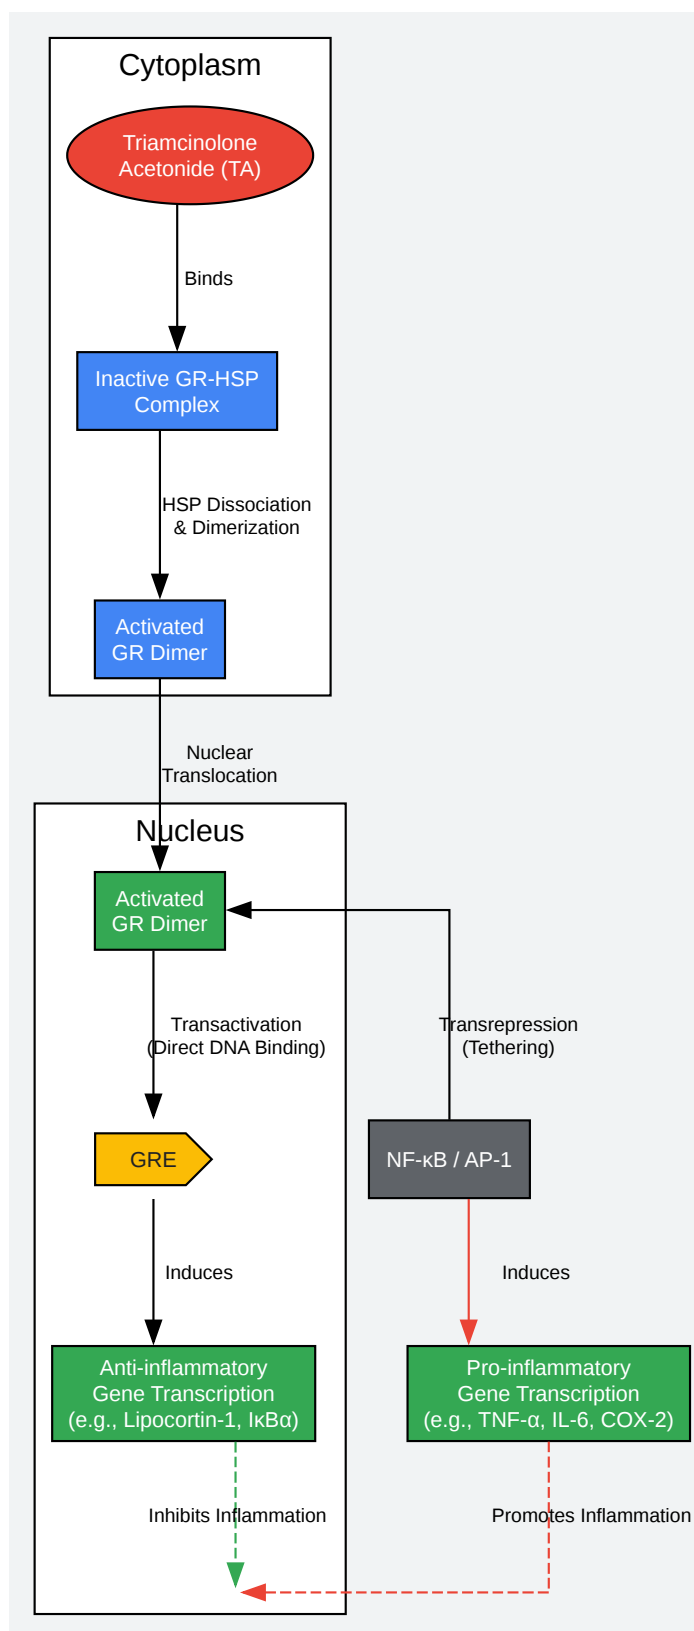 Cytoplasm
Triamcinolone
Acetonide (TA)
Binds
Inactive GR-HSP
Complex
HSP Dissociation
& Dimerization
Activated
GR Dimer
Nuclear
Translocation
Nucleus
Activated
GR Dimer
Transactivation
(Direct DNA Binding)
Transrepression
(Tethering)
GRE
NF-κB / AP-1
Induces
Induces
Anti-inflammatory
Gene Transcription
(e.g., Lipocortin-1, IκBα)
Pro-inflammatory
Gene Transcription
(e.g., TNF-α, IL-6, COX-2)
Inhibits Inflammation
Promotes Inflammation